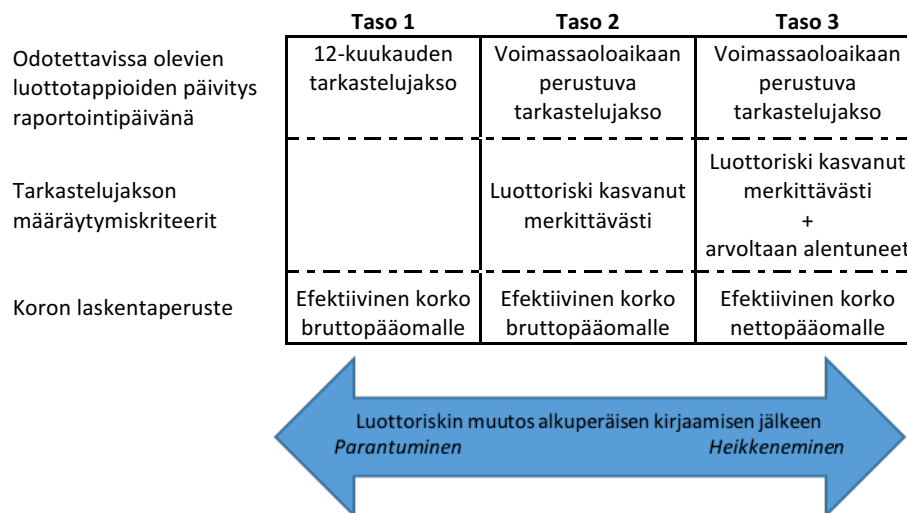 Taso 1 Taso 2 Taso 3
Odotettavissa olevien
luottotappioiden päivitys
raportointipäivänä
12-kuukauden
tarkastelujakso
Voimassaoloaikaan
perustuva
tarkastelujakso
Voimassaoloaikaan
perustuva
tarkastelujakso
Tarkastelujakson
määräytymiskriteerit
Luottoriski kasvanut
merkittävästi
Luottoriski kasvanut
merkittävästi
+
arvoltaan alentuneet
Koron laskentaperuste
Efektiivinen korko
bruttopääomalle
Efektiivinen korko
bruttopääomalle
Efektiivinen korko
nettopääomalle
Luottoriskin muutos alkuperäisen kirjaamisen jälkeen
Parantuminen Heikkeneminen